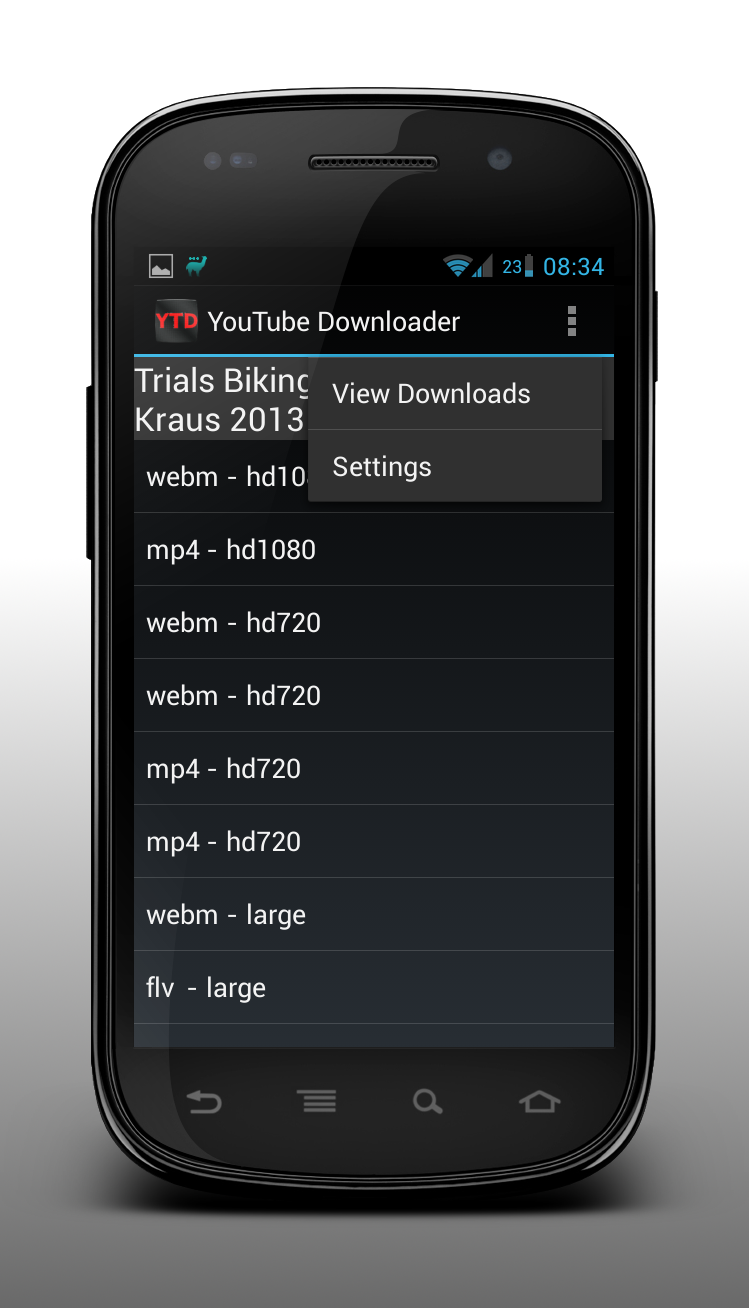 23 08:34
YTD YouTube Downloader
Trials Biking
Kraus 2013
View Downloads
Settings
webm - hd10
mp4 - hd1080
webm - hd720
webm - hd720
mp4 - hd720
mp4 - hd720
webm - large
flv - large